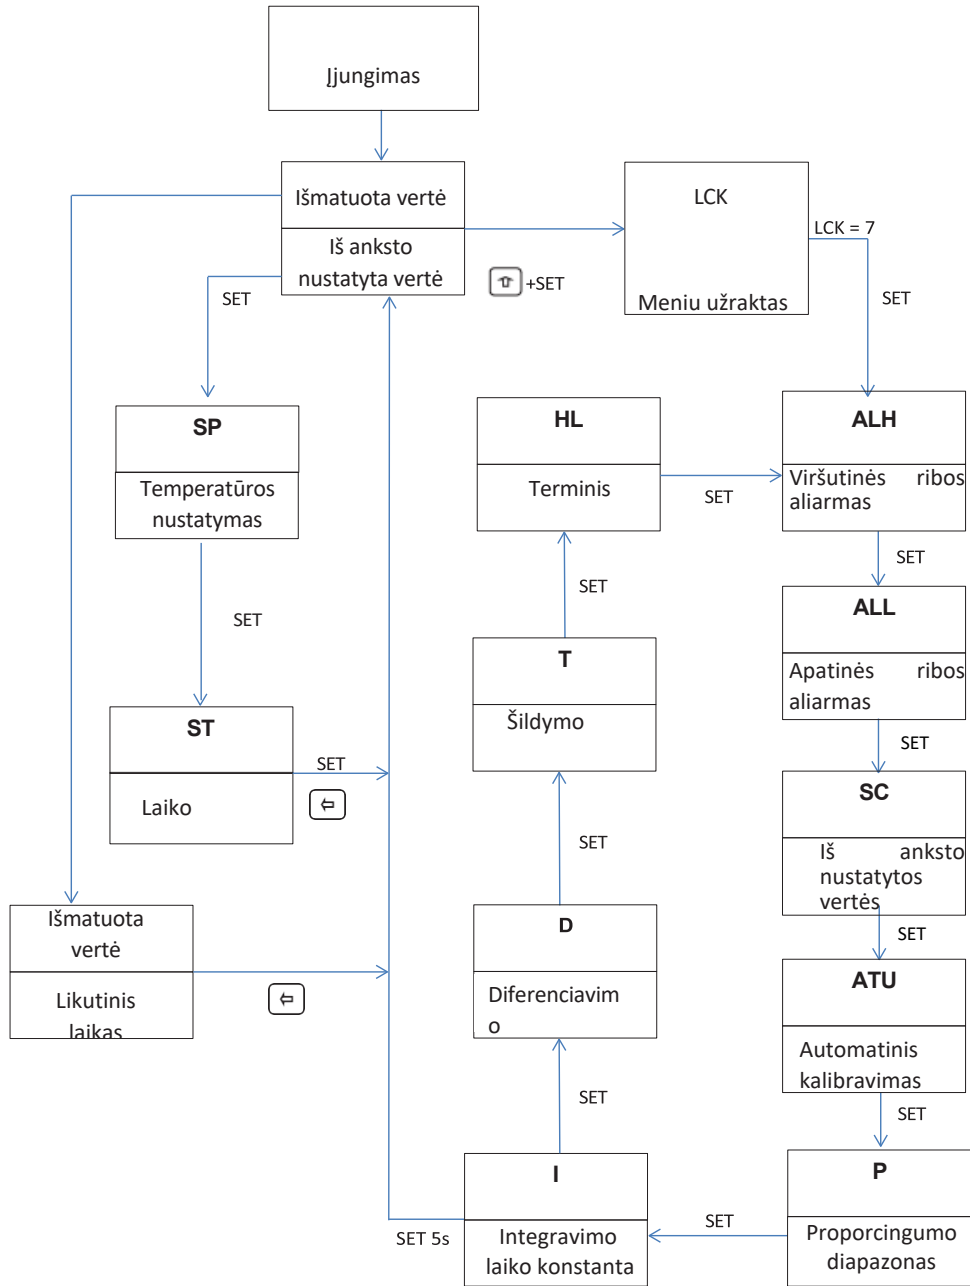 Įjungimas
Išmatuota vertė
Iš anksto
nustatyta vertė
SET
+SET
LCK
Meniu užraktas
LCK = 7
SET
SP
Temperatūros
nustatymas
SET
ST
Laiko
SET
Išmatuota
vertė
Likutinis
laikas
HL
Terminis
SET
ALH
Viršutinės ribos
aliarmas
SET
ALL
Apatinės ribos
aliarmas
SET
SC
Iš anksto
nustatytos
vertės
SET
ATU
Automatinis
kalibravimas
SET
P
Proporcingumo
diapazonas
SET
I
Integravimo
laiko konstanta
SET 5s
SET
D
Diferenciavim
o
SET
T
Šildymo
SET